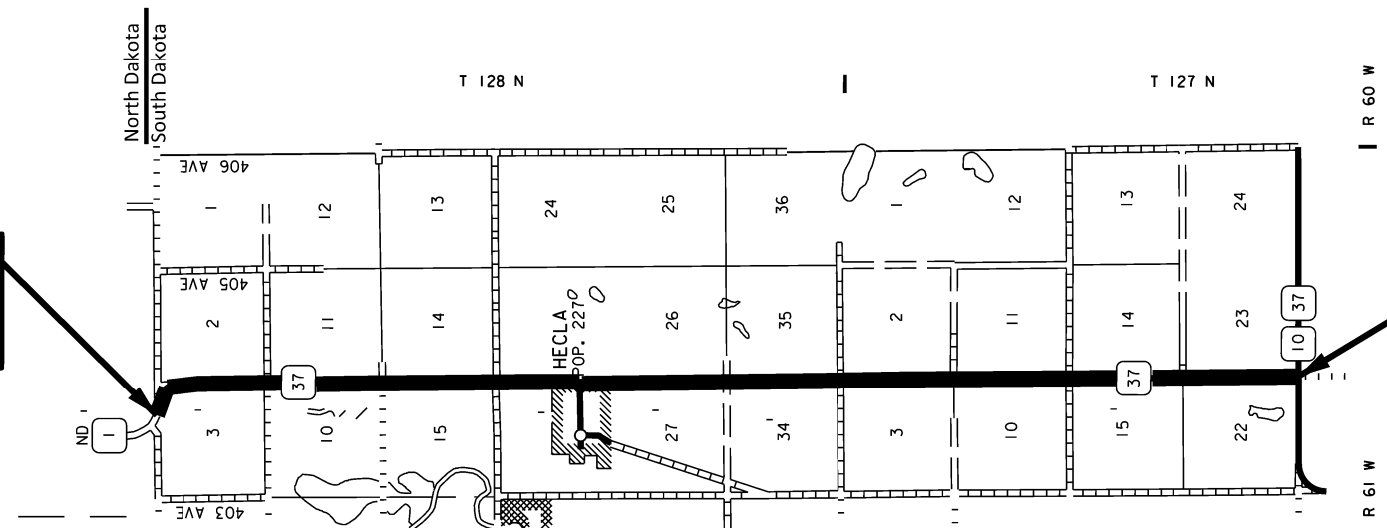 North Dakota
South Dakota
T 128 N
T 127 N
R 60 W
406 AVE
1
12
13
24
25
36
1
12
13
24
405 AVE
2
11
14
HECLA
POP. 227
26
35
2
11
14
23
37
10
37
37
ND
1
3
10
15
27
34
3
10
15
22
403 AVE
R 61 W